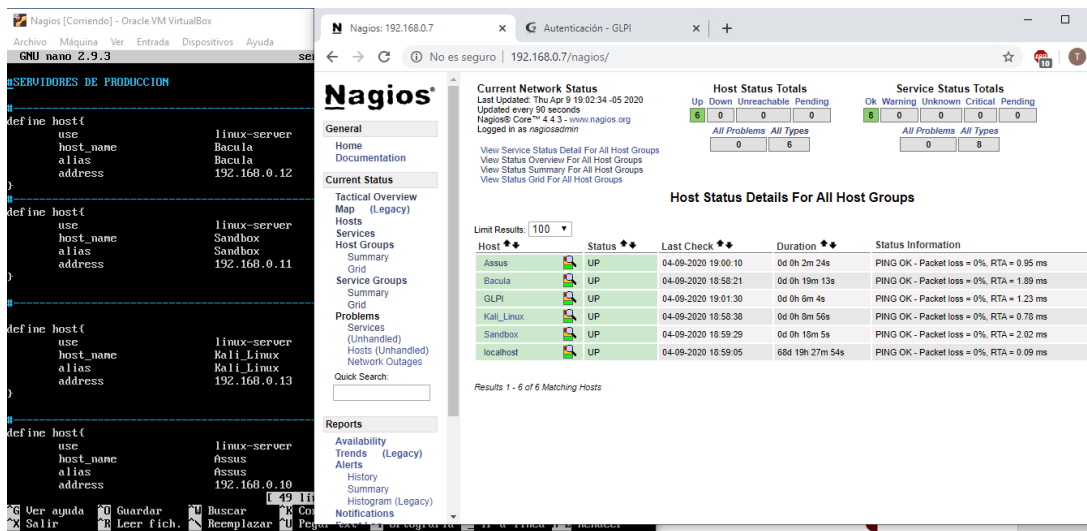 Nagios [Corriendo] - Oracle VM VirtualBox
Archivo Máquina Ver Entrada Dispositivos Ayuda
GNU nano 2.9.3
#SERVIDORES DE PRODUCCION
#
define host{
use linux-server
host_name Bacula
alias Bacula
address 192.168.0.12
}
#
define host{
use linux-server
host_name Sandbox
alias Sandbox
address 192.168.0.11
}
#
define host{
use linux-server
host_name Kali_Linux
alias Kali_Linux
address 192.168.0.13
}
#
define host{
use linux-server
host_name Assus
alias Assus
address 192.168.0.10
[ 49
^G Ver ayuda ^O Guardar ^W Buscar ^K
^X Salir ^R Leer fich. ^\ Reemplazar ^U
Nagios: 192.168.0.7
Autenticación - GLPI
No es seguro | 192.168.0.7/nagios/
10
T
Nagios®
General
Home
Documentation
Current Status
Tactical Overview
Map (Legacy)
Hosts
Services
Host Groups
Summary
Grid
Service Groups
Summary
Grid
Problems
Services
(Unhandled)
Hosts (Unhandled)
Network Outages
Quick Search:
Reports
Availability
Trends (Legacy)
Alerts
History
Summary
Histogram (Legacy)
Notifications
Current Network Status
Last Updated: Thu Apr 9 19:02:34 -05 2020
Updated every 90 seconds
Nagios® Core™ 4.4.3 - www.nagios.org
Logged in as nagiosadmin
View Service Status Detail For All Host Groups
View Status Overview For All Host Groups
View Status Summary For All Host Groups
View Status Grid For All Host Groups
Host Status Totals
Up Down Unreachable Pending
6 0 0 0
All Problems All Types
0 6
Service Status Totals
Ok Warning Unknown Critical Pending
8 0 0 0 0
All Problems All Types
0 8
Host Status Details For All Host Groups
Limit Results: 100
Host Status Last Check Duration Status Information
Assus UP 04-09-2020 19:00:10 0d 0h 2m 24s PING OK - Packet loss = 0%, RTA = 0.95 ms
Bacula UP 04-09-2020 18:58:21 0d 0h 19m 13s PING OK - Packet loss = 0%, RTA = 1.89 ms
GLPI UP 04-09-2020 19:01:30 0d 0h 6m 4s PING OK - Packet loss = 0%, RTA = 1.23 ms
Kali_Linux UP 04-09-2020 18:58:38 0d 0h 8m 56s PING OK - Packet loss = 0%, RTA = 0.78 ms
Sandbox UP 04-09-2020 18:59:29 0d 0h 18m 5s PING OK - Packet loss = 0%, RTA = 2.02 ms
localhost UP 04-09-2020 18:59:05 68d 19h 27m 54s PING OK - Packet loss = 0%, RTA = 0.09 ms
Results 1 - 6 of 6 Matching Hosts